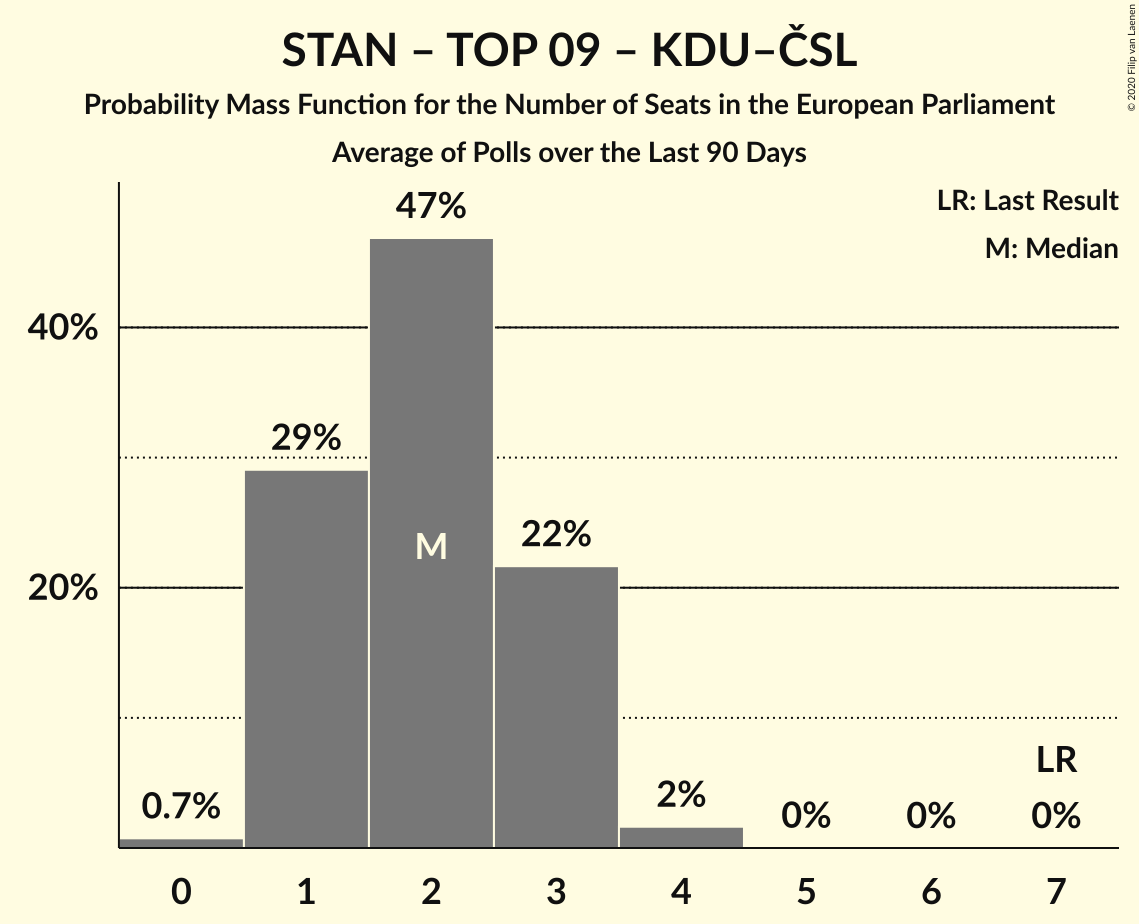 STAN – TOP 09 – KDU–ČSL
Probability Mass Function for the Number of Seats in the European Parliament
Average of Polls over the Last 90 Days
© 2020 Filip van Laenen
LR: Last Result
M: Median
47%
40%
29%
M
22%
20%
LR
0.7%
2%
0%
0%
0%
0
1
2
3
4
5
6
7